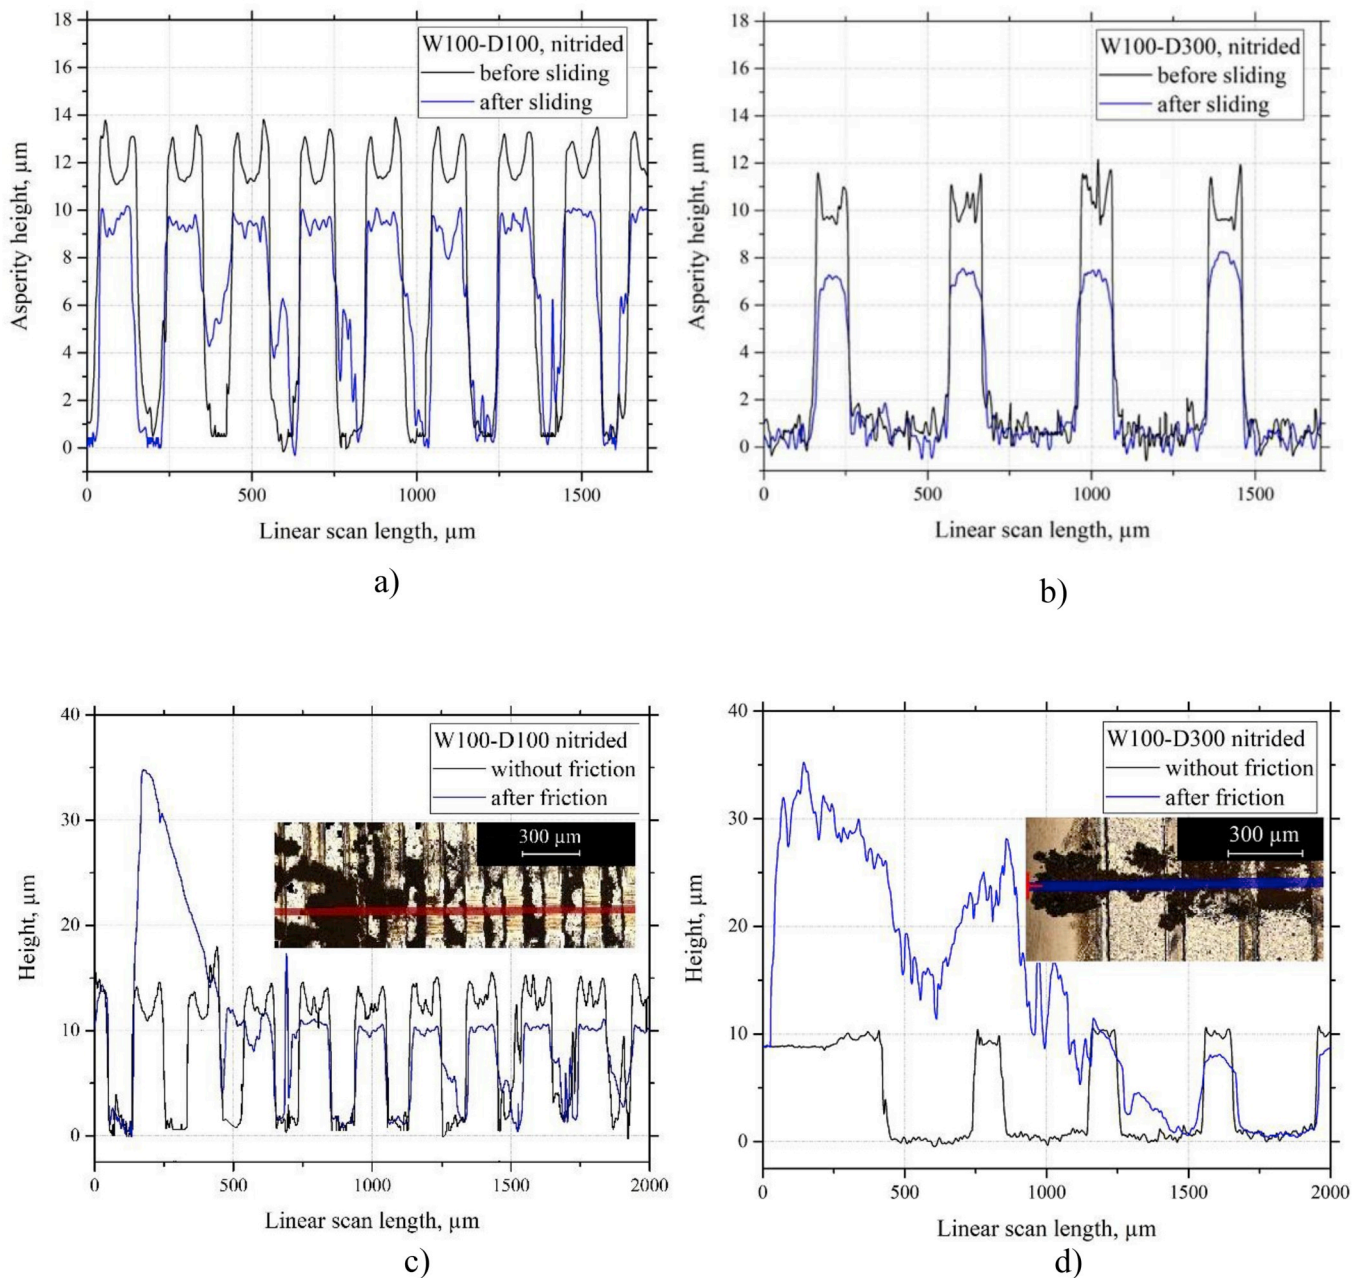 18
16
14
12
10
8
6
4
2
0
Asperity height, µm
W100-D100, nitrided
before sliding
after sliding
0
500
1000
1500
Linear scan length, µm
a)
18
16
14
12
10
8
6
4
2
0
Asperity height, µm
W100-D300, nitrided
before sliding
after sliding
0
500
1000
1500
Linear scan length, µm
b)
40
30
20
10
0
Height, µm
W100-D100 nitrided
without friction
after friction
300 µm
0
500
1000
1500
2000
Linear scan length, µm
c)
40
30
20
10
0
Height, µm
W100-D300 nitrided
without friction
after friction
300 µm
0
500
1000
1500
2000
Linear scan length, µm
d)